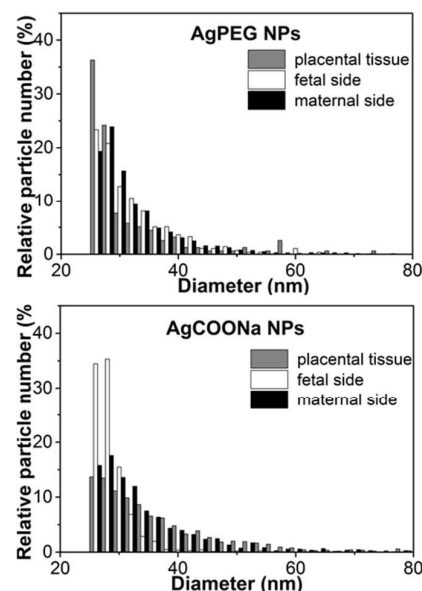 AgPEG NPs
placental tissue
fetal side
maternal side
Relative particle number (%)
40
30
20
10
0
20 40 60 80
Diameter (nm)
AgCOONa NPs
placental tissue
fetal side
maternal side
Relative particle number (%
40
30
20
10
0
20 40 60 80
Diameter (nm)